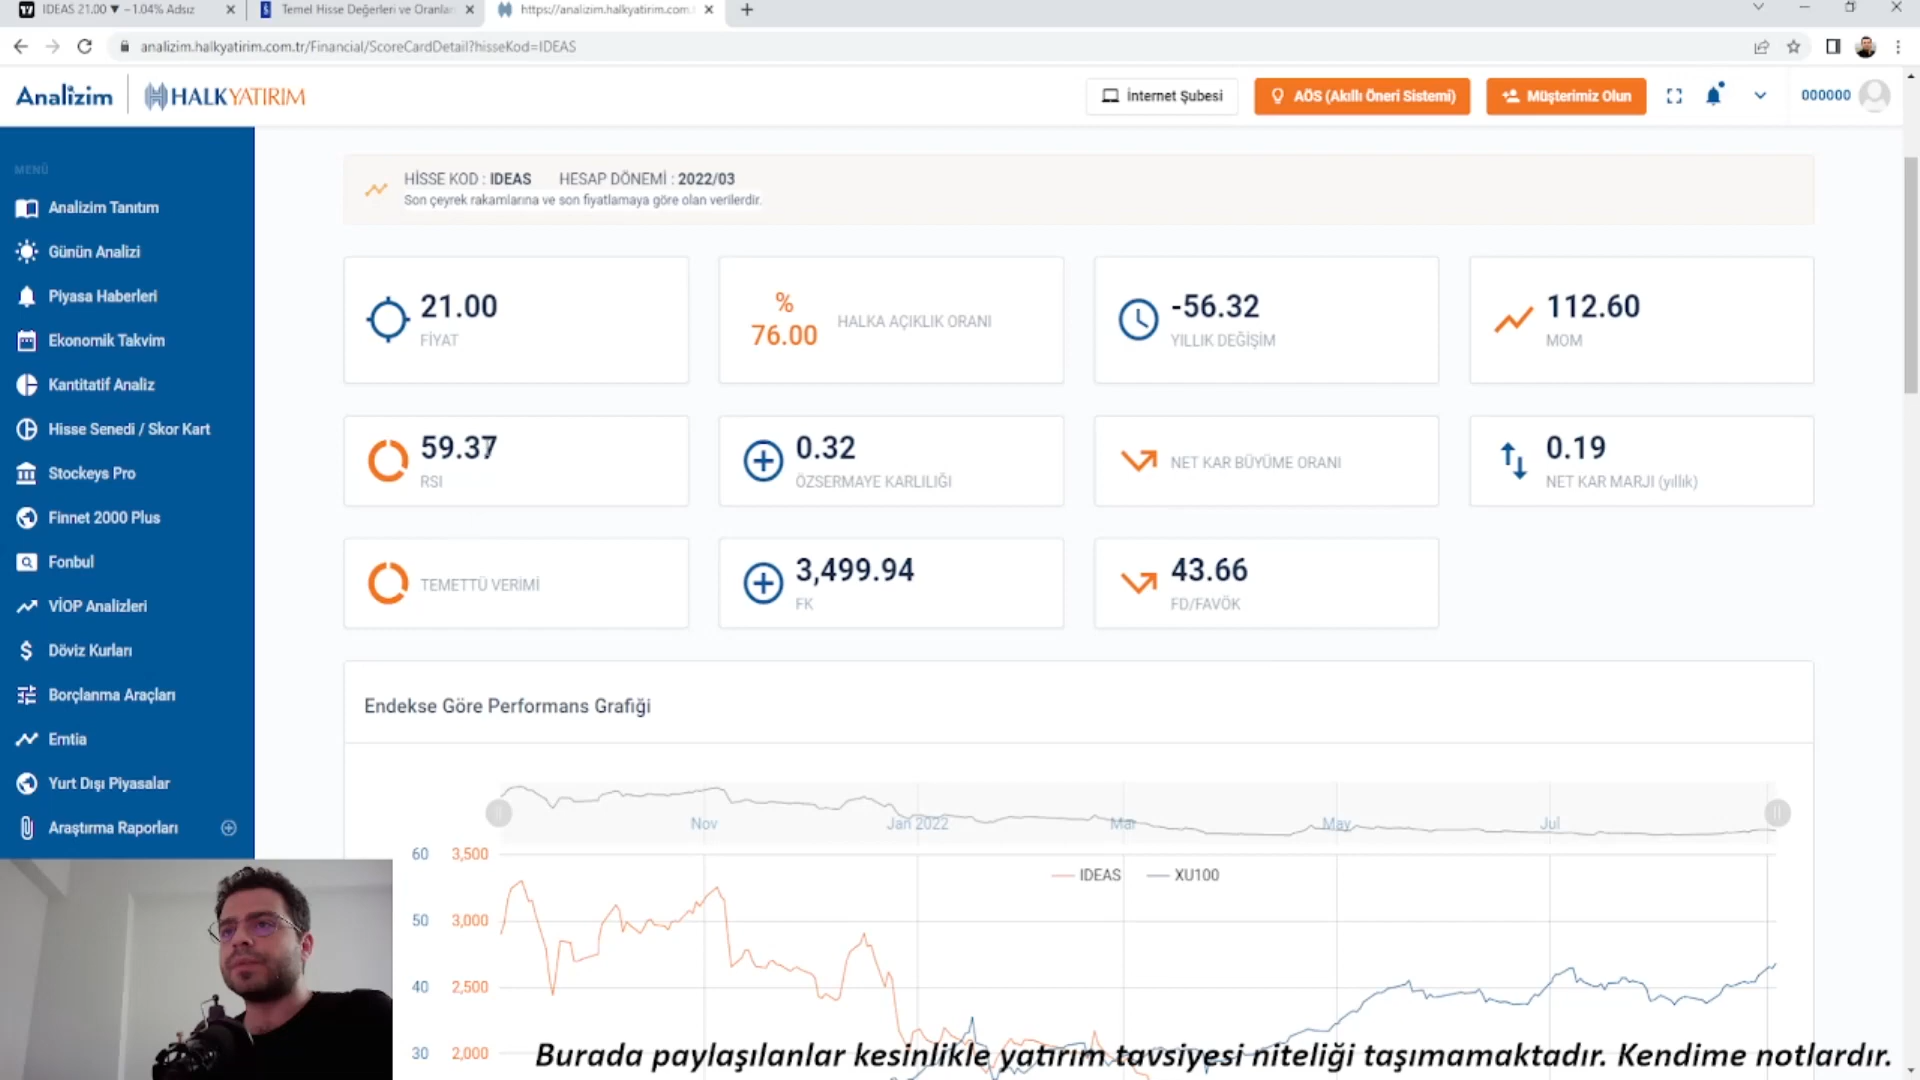 IDEAS 21.00 ▼ −1.04% Adsız
Temel Hisse Değerleri ve Oranlar
https://analizim.halkyatirim.com.
analizim.halkyatirim.com.tr/Financial/ScoreCardDetail?hisseKod=IDEAS
Analizim
HALKYATIRIM
İnternet Şubesi
AÖS (Akıllı Öneri Sistemi)
Müşterimiz Olun
000000
MENÜ
Analizim Tanıtım
Günün Analizi
Piyasa Haberleri
Ekonomik Takvim
Kantitatif Analiz
Hisse Senedi / Skor Kart
Stockeys Pro
Finnet 2000 Plus
Fonbul
VİOP Analizleri
Döviz Kurları
Borçlanma Araçları
Emtia
Yurt Dışı Piyasalar
Araştırma Raporları
HİSSE KOD : IDEAS HESAP DÖNEMİ : 2022/03
Son çeyrek rakamlarına ve son fiyatlamaya göre olan verilerdir.
21.00
FİYAT
%
76.00
HALKA AÇIKLIK ORANI
-56.32
YILLIK DEĞİŞİM
112.60
MOM
59.37
RSI
0.32
ÖZSERMAYE KARLILIĞI
NET KAR BÜYÜME ORANI
0.19
NET KAR MARJI (yıllık)
TEMETTÜ VERİMİ
3,499.94
FK
43.66
FD/FAVÖK
Endekse Göre Performans Grafiği
Nov Jan 2022 Mar May Jul
60 3,500
IDEAS XU100
50 3,000
40 2,500
30 2,000
Burada paylaşılanlar kesinlikle yatırım tavsiyesi niteliği taşımamaktadır. Kendime notlardır.